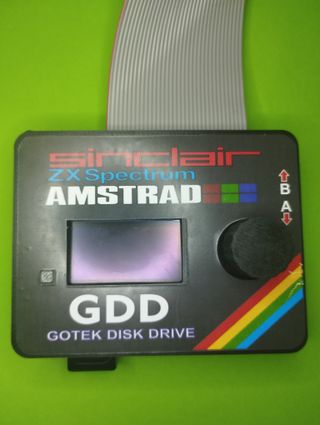 sinclair
ZX Spectrum
AMSTRAD
B
A
GDD
GOTEK DISK DRIVE